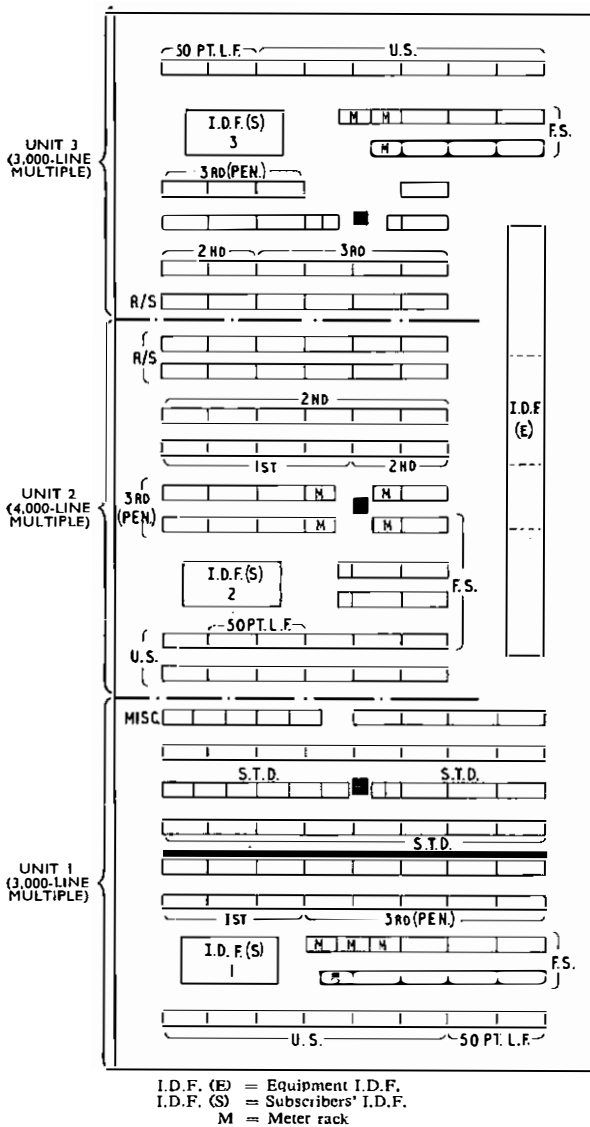 50 PT. L.F. U.S.
M M
F.S.
I.D.F. (S)
3
M
UNIT 3
(3,000-LINE
MULTIPLE)
3RD (PEN.)
2ND 3RD
R/S
R/S
2ND
I.D.F.
(E)
1ST 2ND
UNIT 2
(4,000-LINE
MULTIPLE)
3RD
(PEN.)
M M
M M
I.D.F. (S)
2
F.S.
50 PT. L.F.
U.S.
MISC.
S.T.D. S.T.D.
S.T.D.
UNIT 1
(3,000-LINE
MULTIPLE)
1ST 3RD (PEN.)
M M M
F.S.
I.D.F. (S)
1
U.S. 50 PT. L.F.
I.D.F. (E) = Equipment I.D.F.
I.D.F. (S) = Subscribers' I.D.F.
M = Meter rack